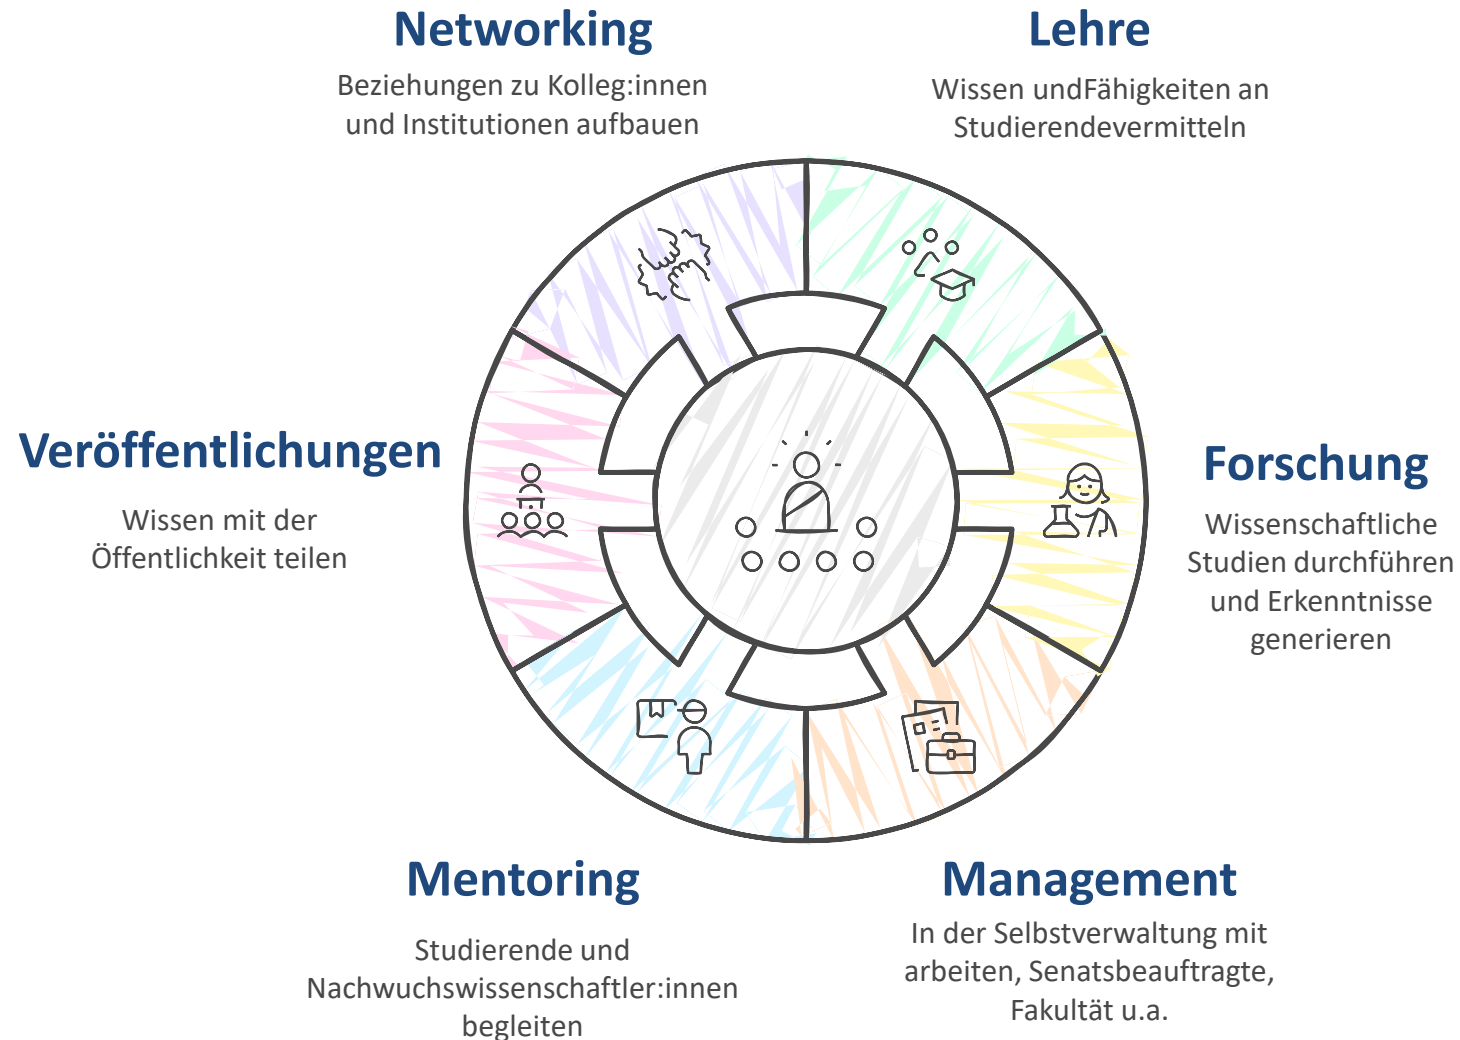 Networking
Beziehungen zu Kolleg:innen
und Institutionen aufbauen
Lehre
Wissen undFähigkeiten an
Studierendevermitteln
Veröffentlichungen
Wissen mit der
Öffentlichkeit teilen
Forschung
Wissenschaftliche
Studien durchführen
und Erkenntnisse
generieren
Mentoring
Studierende und
Nachwuchswissenschaftler:innen
begleiten
Management
In der Selbstverwaltung mit
arbeiten, Senatsbeauftragte,
Fakultät u.a.